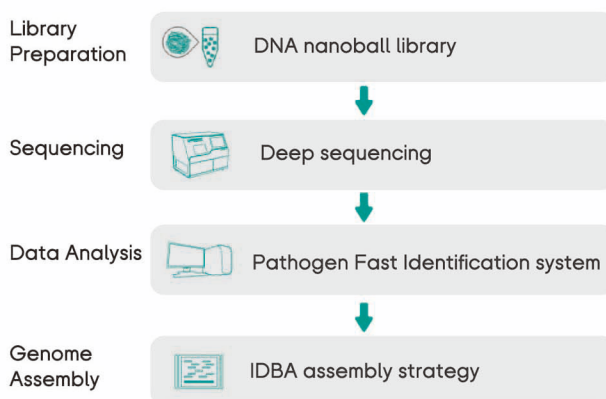 Library
Preparation
DNA nanoball library
Sequencing
Deep sequencing
Data Analysis
Pathogen Fast Identification system
Genome
Assembly
IDBA assembly strategy